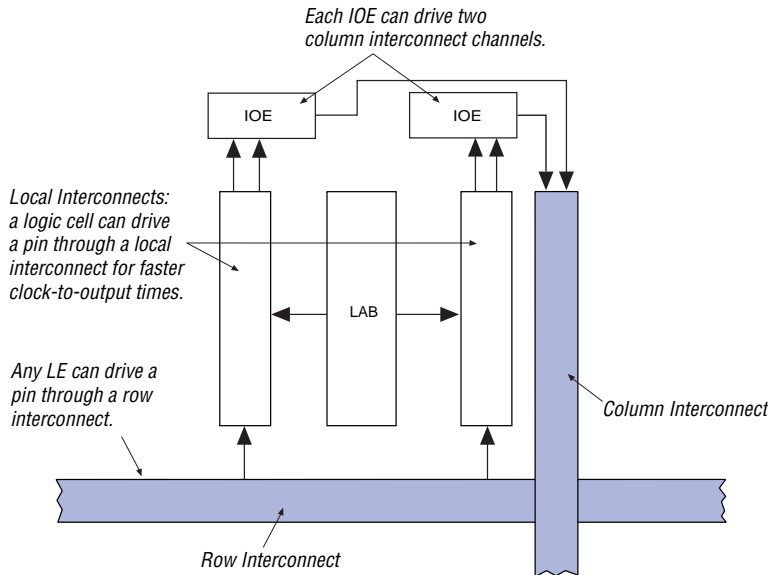 Each IOE can drive two
column interconnect channels.
IOE
IOE
Local Interconnects:
a logic cell can drive
a pin through a local
interconnect for faster
clock-to-output times.
LAB
Any LE can drive a
pin through a row
interconnect.
Column Interconnect
Row Interconnect